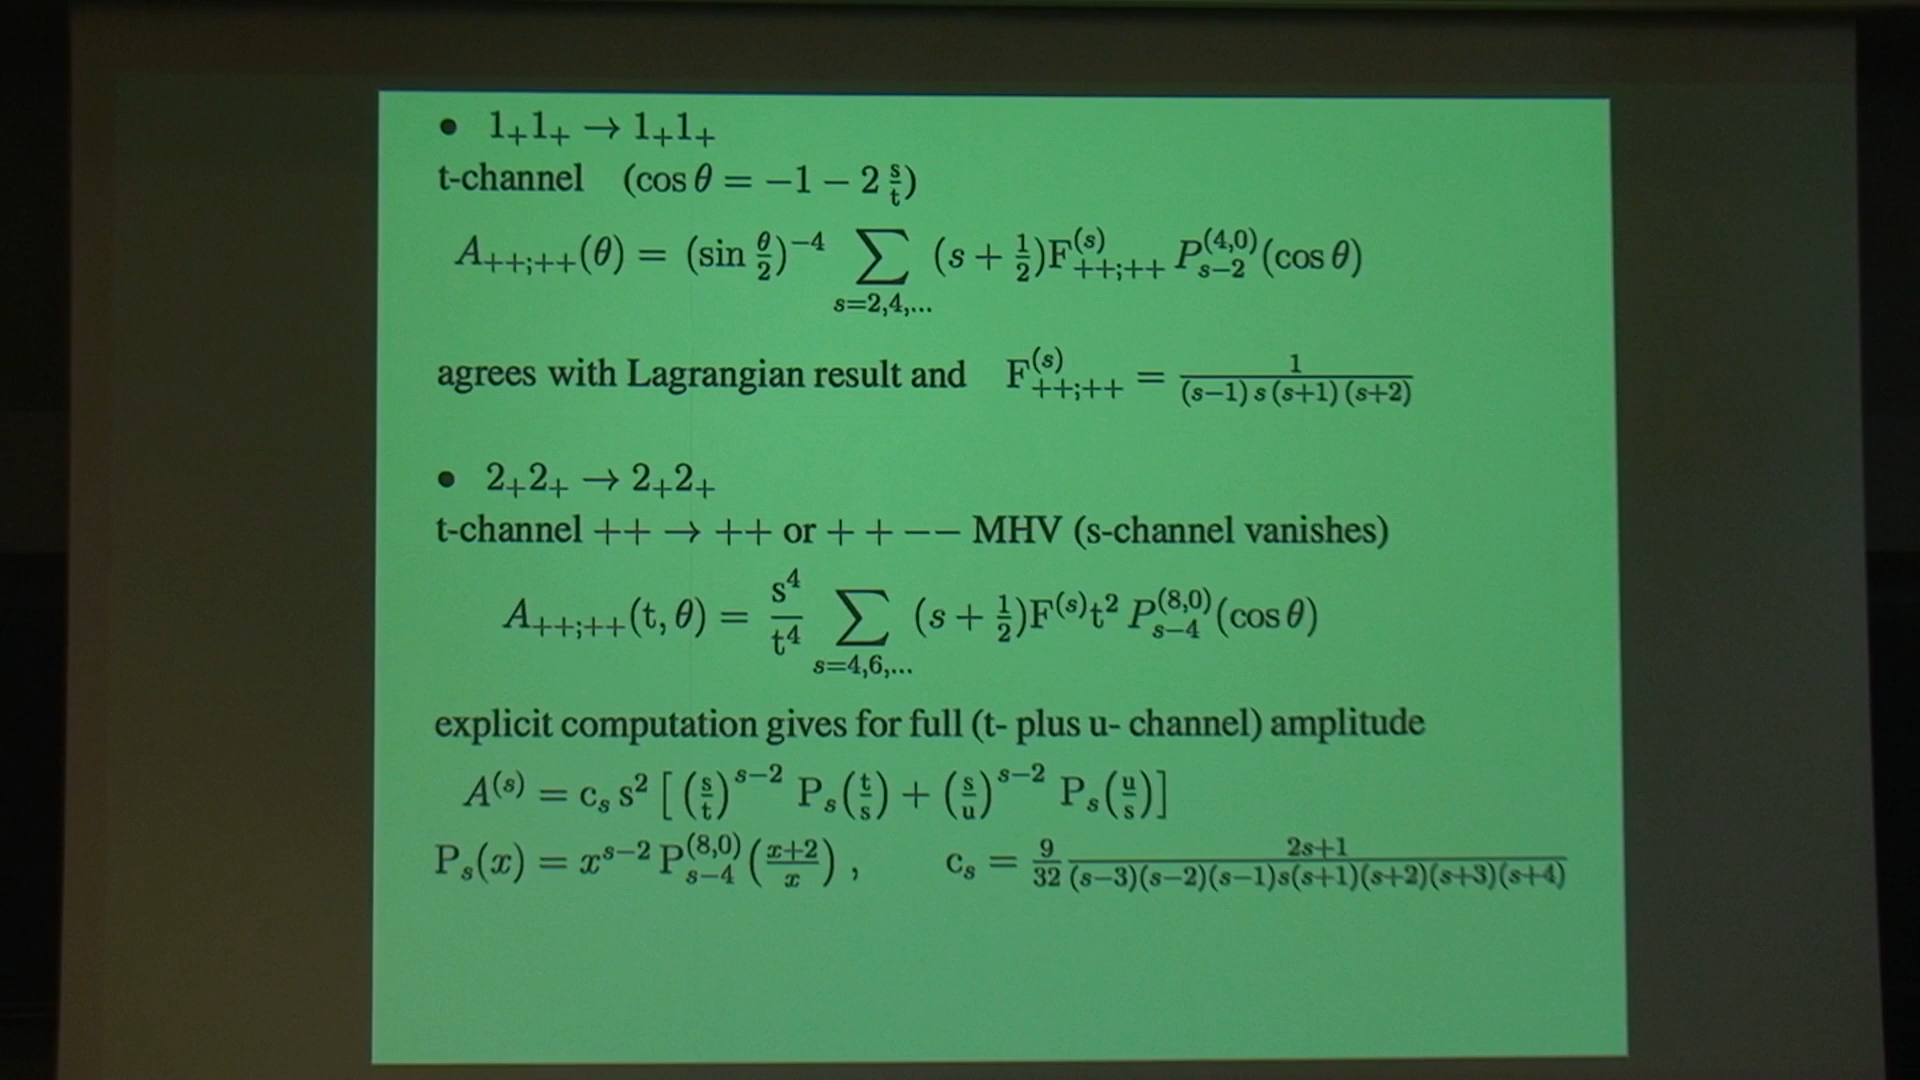 • 1₊1₊ → 1₊1₊
t-channel (cos θ = −1 − 2 s/t)
A₊₊;₊₊(θ) = (sin θ/2)⁻⁴ ∑_{s=2,4,...} (s + ½)F⁽ˢ⁾₊₊;₊₊ P_{s−2}^{(4,0)}(cos θ)
agrees with Lagrangian result and F⁽ˢ⁾₊₊;₊₊ = 1/((s−1) s (s+1) (s+2))
• 2₊2₊ → 2₊2₊
t-channel ++ → ++ or + + −− MHV (s-channel vanishes)
A₊₊;₊₊(t, θ) = s⁴/t⁴ ∑_{s=4,6,...} (s + ½)F⁽ˢ⁾t² P_{s−4}^{(8,0)}(cos θ)
explicit computation gives for full (t- plus u- channel) amplitude
A⁽ˢ⁾ = c_s s² [ (s/t)^{s−2} P_s(t/s) + (s/u)^{s−2} P_s(u/s)]
P_s(x) = x^{s−2} P_{s−4}^{(8,0)}((x+2)/x) , c_s = 9/32 (2s+1)/((s−3)(s−2)(s−1)s(s+1)(s+2)(s+3)(s+4))